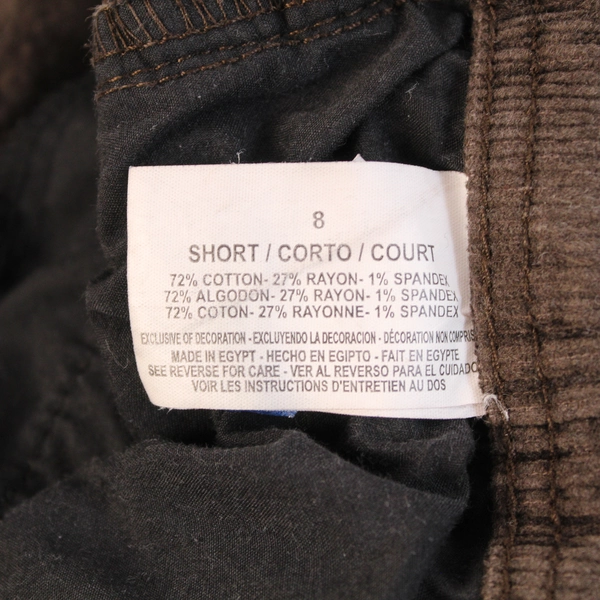 8
SHORT / CORTO / COURT
72% COTTON- 27% RAYON- 1% SPANDEX
72% ALGODON- 27% RAYON- 1% SPANDEX
72% COTON- 27% RAYONNE- 1% SPANDEX
EXCLUSIVE OF DECORATION - EXCLUYENDO LA DECORACION - DÉCORATION NON COMPRIS
MADE IN EGYPT - HECHO EN EGIPTO - FAIT EN EGYPTE
SEE REVERSE FOR CARE - VER AL REVERSO PARA EL CUIDADO
VOIR LES INSTRUCTIONS D'ENTRETIEN AU DOS